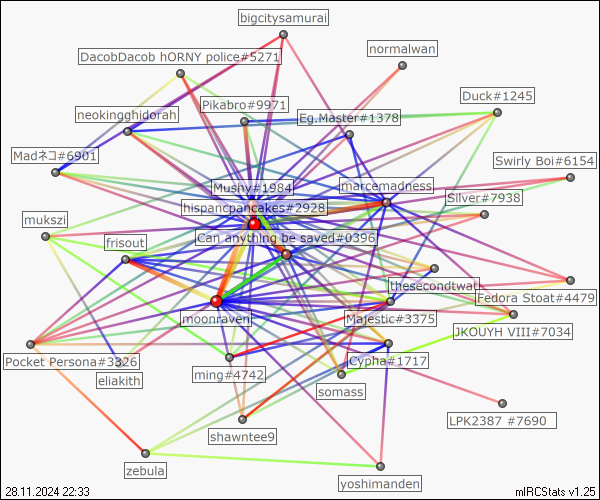 bigcitysamurai
normalwan
DacobDacob hORNY police#5271
Duck#1245
Pikabro#9971
neokingghidorah
Eg.Master#1378
Madネコ#6901
Swirly Boi#6154
Mushy#1984
marcemadness
Silver#7938
hispancpancakes#2928
mukszi
Can anything be saved#0396
frisout
thesecondtwah
Fedora Stoat#4479
moonraven
Majestic#3375
JKOUYH VIII#7034
Pocket Persona#3326
Cypha#1717
ming#4742
eliakith
somass
LPK2387 #7690
shawntee9
zebula
yoshimanden
28.11.2024 22:33
mIRCStats v1.25